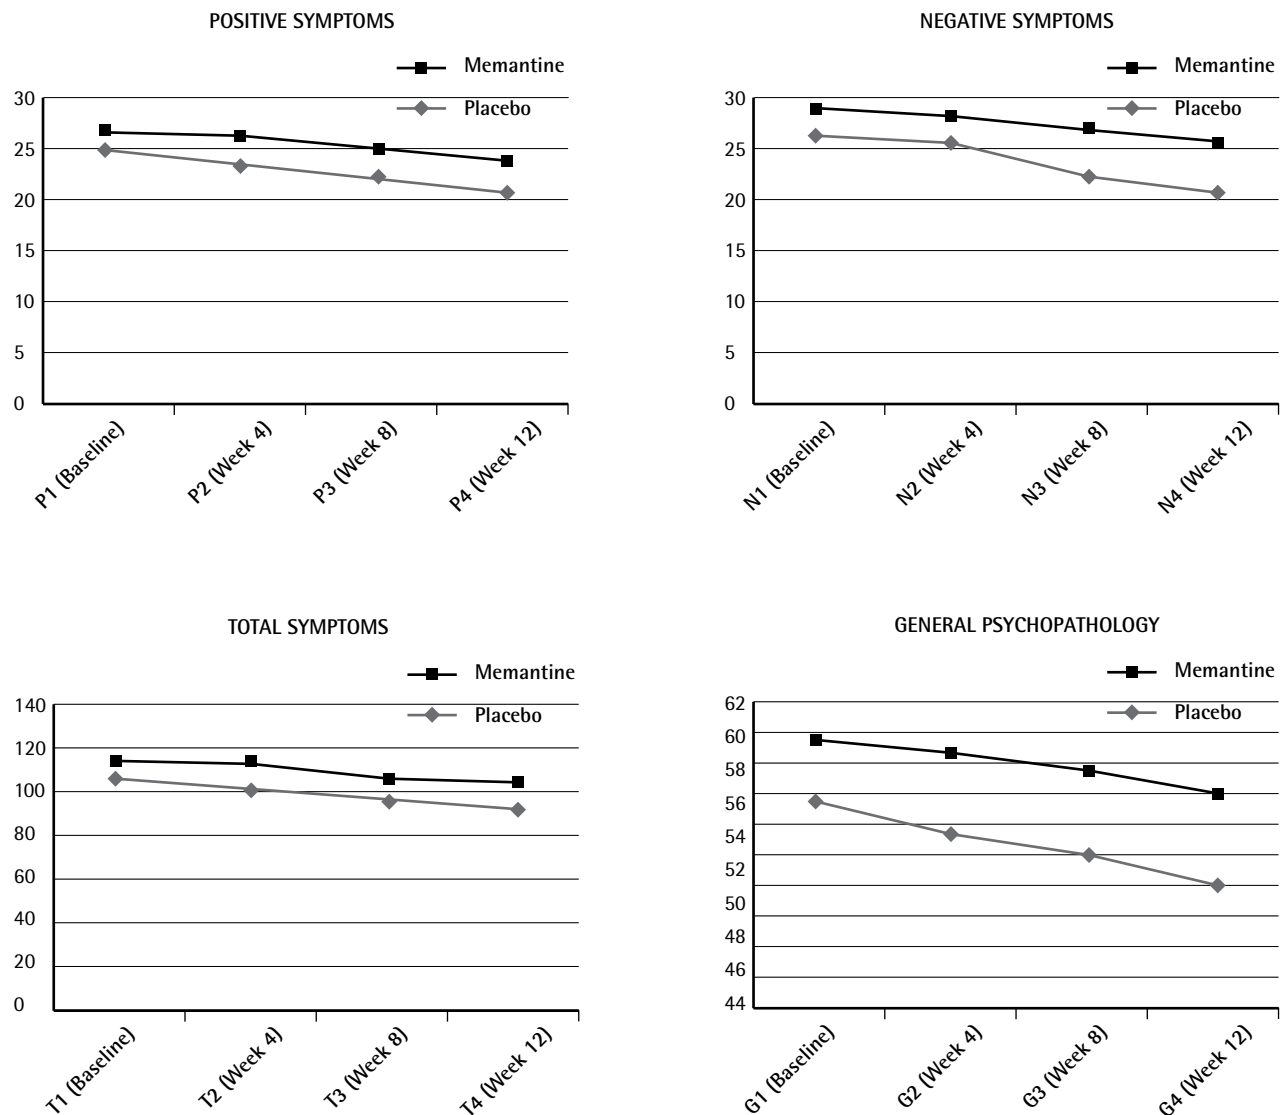 POSITIVE SYMPTOMS
Memantine
Placebo
30
25
20
15
10
5
0
P1 (Baseline)
P2 (Week 4)
P3 (Week 8)
P4 (Week 12)
NEGATIVE SYMPTOMS
Memantine
Placebo
30
25
20
15
10
5
0
N1 (Baseline)
N2 (Week 4)
N3 (Week 8)
N4 (Week 12)
TOTAL SYMPTOMS
Memantine
Placebo
140
120
100
80
60
40
20
0
T1 (Baseline)
T2 (Week 4)
T3 (Week 8)
T4 (Week 12)
GENERAL PSYCHOPATHOLOGY
Memantine
Placebo
62
60
58
56
54
52
50
48
46
44
G1 (Baseline)
G2 (Week 4)
G3 (Week 8)
G4 (Week 12)